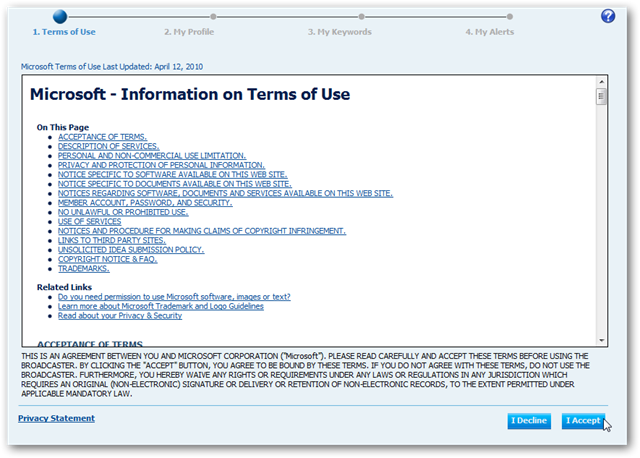 1. Terms of Use
2. My Profile
3. My Keywords
4. My Alerts
?
Microsoft Terms of Use Last Updated: April 12, 2010
Microsoft - Information on Terms of Use
On This Page
ACCEPTANCE OF TERMS.
DESCRIPTION OF SERVICES.
PERSONAL AND NON-COMMERCIAL USE LIMITATION.
PRIVACY AND PROTECTION OF PERSONAL INFORMATION.
NOTICE SPECIFIC TO SOFTWARE AVAILABLE ON THIS WEB SITE.
NOTICE SPECIFIC TO DOCUMENTS AVAILABLE ON THIS WEB SITE.
NOTICES REGARDING SOFTWARE, DOCUMENTS AND SERVICES AVAILABLE ON THIS WEB SITE.
MEMBER ACCOUNT, PASSWORD, AND SECURITY.
NO UNLAWFUL OR PROHIBITED USE.
USE OF SERVICES
NOTICES AND PROCEDURE FOR MAKING CLAIMS OF COPYRIGHT INFRINGEMENT.
LINKS TO THIRD PARTY SITES.
UNSOLICITED IDEA SUBMISSION POLICY.
COPYRIGHT NOTICE & FAQ.
TRADEMARKS.
Related Links
Do you need permission to use Microsoft software, images or text?
Learn more about Microsoft Trademark and Logo Guidelines
Read about your Privacy & Security
ACCEPTANCE OF TERMS
THIS IS AN AGREEMENT BETWEEN YOU AND MICROSOFT CORPORATION ("Microsoft"). PLEASE READ CAREFULLY AND ACCEPT THESE TERMS BEFORE USING THE
BROADCASTER. BY CLICKING THE "ACCEPT" BUTTON, YOU AGREE TO BE BOUND BY THESE TERMS. IF YOU DO NOT AGREE WITH THESE TERMS, DO NOT USE THE
BROADCASTER. FURTHERMORE, YOU HEREBY WAIVE ANY RIGHTS OR REQUIREMENTS UNDER ANY LAWS OR REGULATIONS IN ANY JURISDICTION WHICH
REQUIRES AN ORIGINAL (NON-ELECTRONIC) SIGNATURE OR DELIVERY OR RETENTION OF NON-ELECTRONIC RECORDS, TO THE EXTENT PERMITTED UNDER
APPLICABLE MANDATORY LAW.
Privacy Statement
I Decline
I Accept